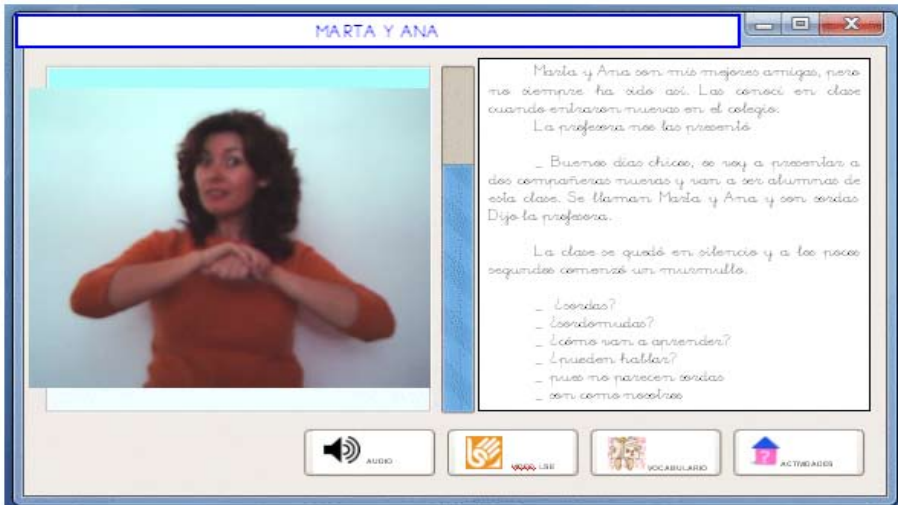 MARTA Y ANA
Marta y Ana son mis mejores amigas, pero
no siempre ha sido así. Las conocí en clase
cuando entraron nuevas en el colegio.
La profesora nos las presentó
_ Buenos días chicos, os voy a presentar a
dos compañeras nuevas y van a ser alumnas de
esta clase. Se llaman Marta y Ana y son sordas
Dijo la profesora.
La clase se quedó en silencio y a los pocos
segundos comenzó un murmullo.
_ ¿sordas?
_ ¿sordomudas?
_ ¿cómo van a aprender?
_ ¿pueden hablar?
_ pues no parecen sordas
_ son como nosotros
AUDIO
VIDEO LSE
VOCABULARIO
? ACTIVIDADES